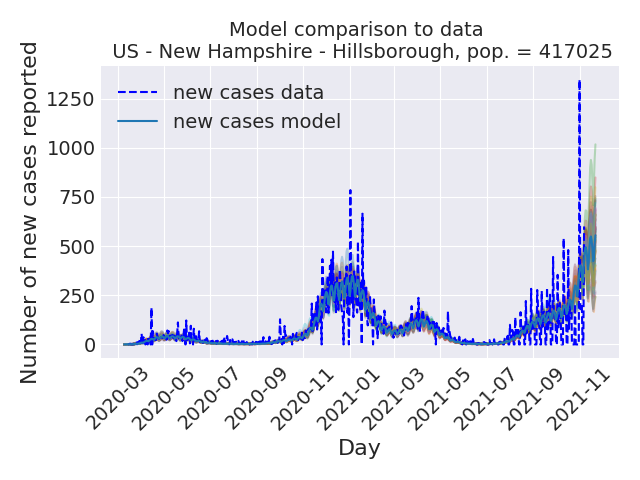 Model comparison to data
US - New Hampshire - Hillsborough, pop. = 417025
Number of new cases reported
new cases data
new cases model
1250
1000
750
500
250
0
2020-03
2020-05
2020-07
2020-09
2020-11
2021-01
2021-03
2021-05
2021-07
2021-09
2021-11
Day